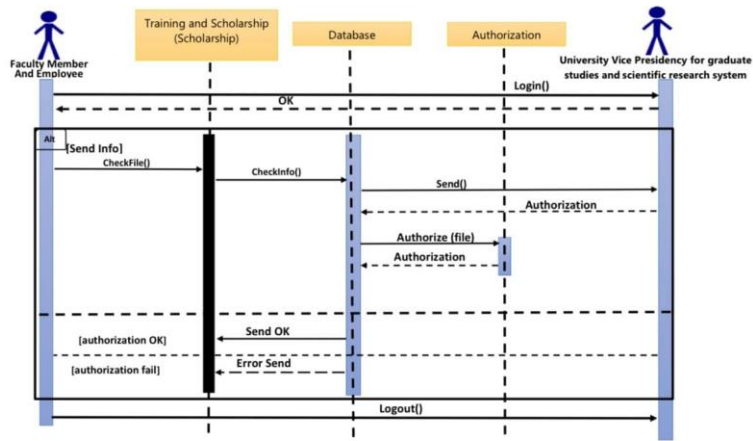 Training and Scholarship
(Scholarship)
Database
Authorization
Faculty Member
And Employee
University Vice Presidency for graduate
studies and scientific research system
Login()
OK
Alt
[Send Info]
CheckFile()
CheckInfo()
Send()
Authorization
Authorize (file)
Authorization
[authorization OK]
Send OK
[authorization fail]
Error Send
Logout()